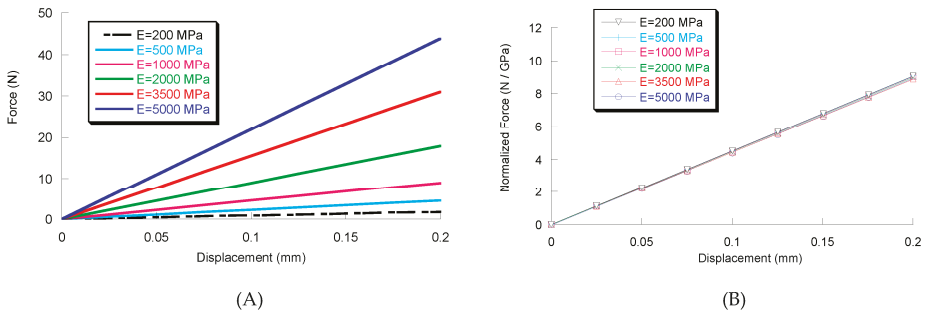 50
40
30
20
10
0
Force (N)
E=200 MPa
E=500 MPa
E=1000 MPa
E=2000 MPa
E=3500 MPa
E=5000 MPa
0 0.05 0.1 0.15 0.2
Displacement (mm)
(A)
12
10
8
6
4
2
0
Normalized Force (N / GPa)
E=200 MPa
E=500 MPa
E=1000 MPa
E=2000 MPa
E=3500 MPa
E=5000 MPa
0 0.05 0.1 0.15 0.2
Displacement (mm)
(B)